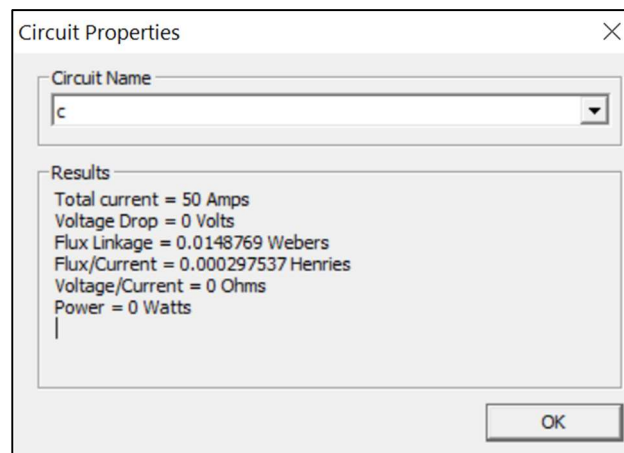 Circuit Properties
Circuit Name
c
Results
Total current = 50 Amps
Voltage Drop = 0 Volts
Flux Linkage = 0.0148769 Webers
Flux/Current = 0.000297537 Henries
Voltage/Current = 0 Ohms
Power = 0 Watts
OK